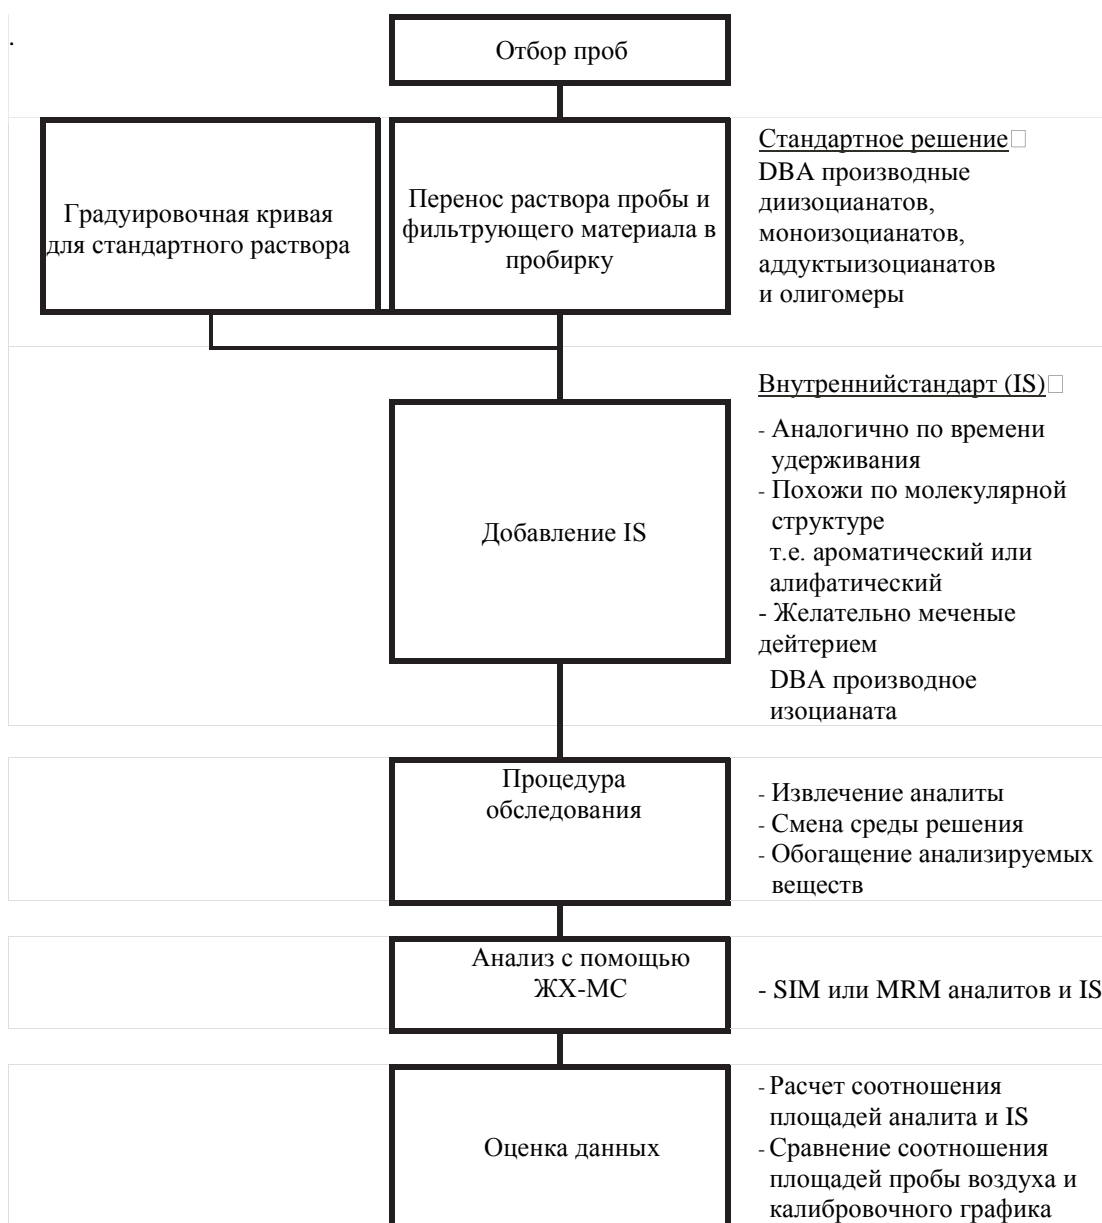 .
Отбор проб
Градуировочная кривая
для стандартного раствора
Перенос раствора пробы и
фильтрующего материала в
пробирку
Стандартное решение
DBA производные
диизоцианатов,
моноизоцианатов,
аддуктыизоцианатов
и олигомеры
Добавление IS
Внутреннийстандарт (IS)
- Аналогично по времени
удерживания
- Похожи по молекулярной
структуре
т.е. ароматический или
алифатический
- Желательно меченые
дейтерием
DBA производное
изоцианата
Процедура
обследования
- Извлечение аналиты
- Смена среды решения
- Обогащение анализируемых
веществ
Анализ с помощью
ЖХ-МС
- SIM или MRM аналитов и IS
Оценка данных
- Расчет соотношения
площадей аналита и IS
- Сравнение соотношения
площадей пробы воздуха и
калибровочного графика